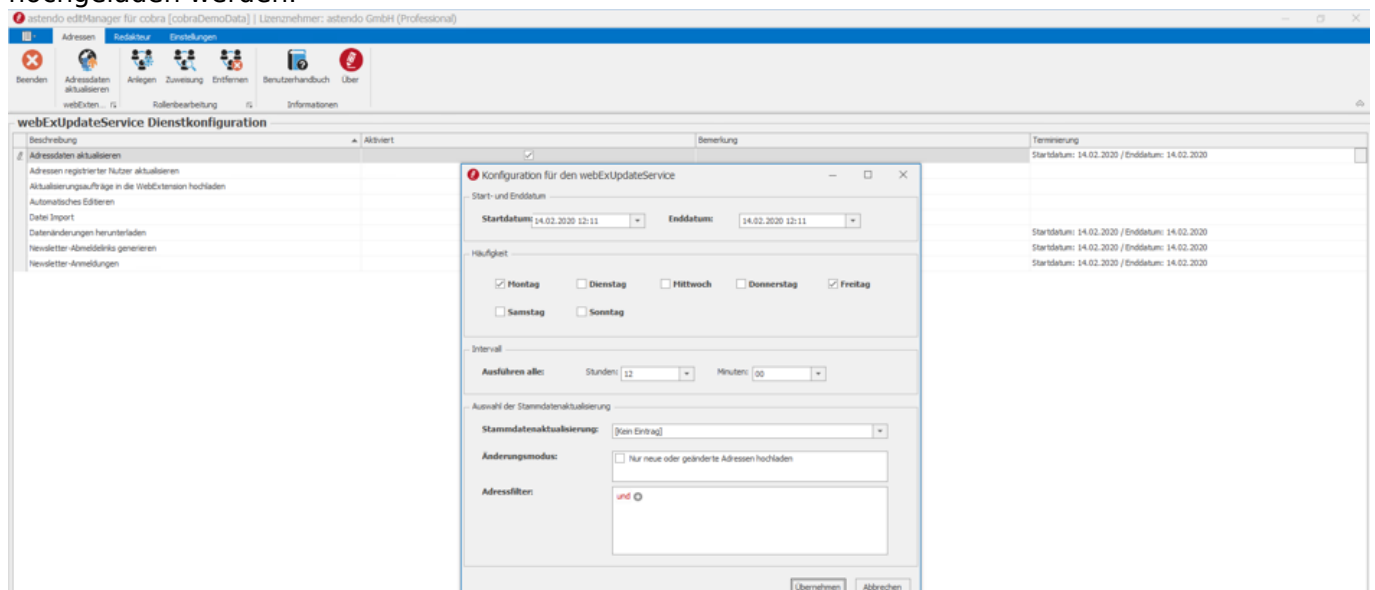 hochgeladen werden.
astendo editManager für cobra [cobraDemoData] | Lizenznehmer: astendo GmbH (Professional)
Adressen Redakteur Einstellungen
Beenden Adressdaten aktualisieren Anlegen Zuweisung Entfernen Benutzerhandbuch Über
webExten... Rollenbearbeitung Informationen
webExUpdateService Dienstkonfiguration
Beschreibung Aktiviert Bemerkung Terminierung
Adressdaten aktualisieren Startdatum: 14.02.2020 / Enddatum: 14.02.2020
Adressen registrierter Nutzer aktualisieren
Aktualisierungsaufträge in die WebExtension hochladen
Automatisches Editieren
Datei Import
Datenänderungen herunterladen Startdatum: 14.02.2020 / Enddatum: 14.02.2020
Newsletter-Abmeldelinks generieren Startdatum: 14.02.2020 / Enddatum: 14.02.2020
Newsletter-Anmeldungen Startdatum: 14.02.2020 / Enddatum: 14.02.2020
Konfiguration für den webExUpdateService
Start- und Enddatum
Startdatum: 14.02.2020 12:11 Enddatum: 14.02.2020 12:11
Häufigkeit
Montag Dienstag Mittwoch Donnerstag Freitag
Samstag Sonntag
Intervall
Ausführen alle: Stunden: 12 Minuten: 00
Auswahl der Stammdatenaktualisierung
Stammdatenaktualisierung: [Kein Eintrag]
Änderungsmodus: Nur neue oder geänderte Adressen hochladen
Adressfilter: und
Übernehmen Abbrechen